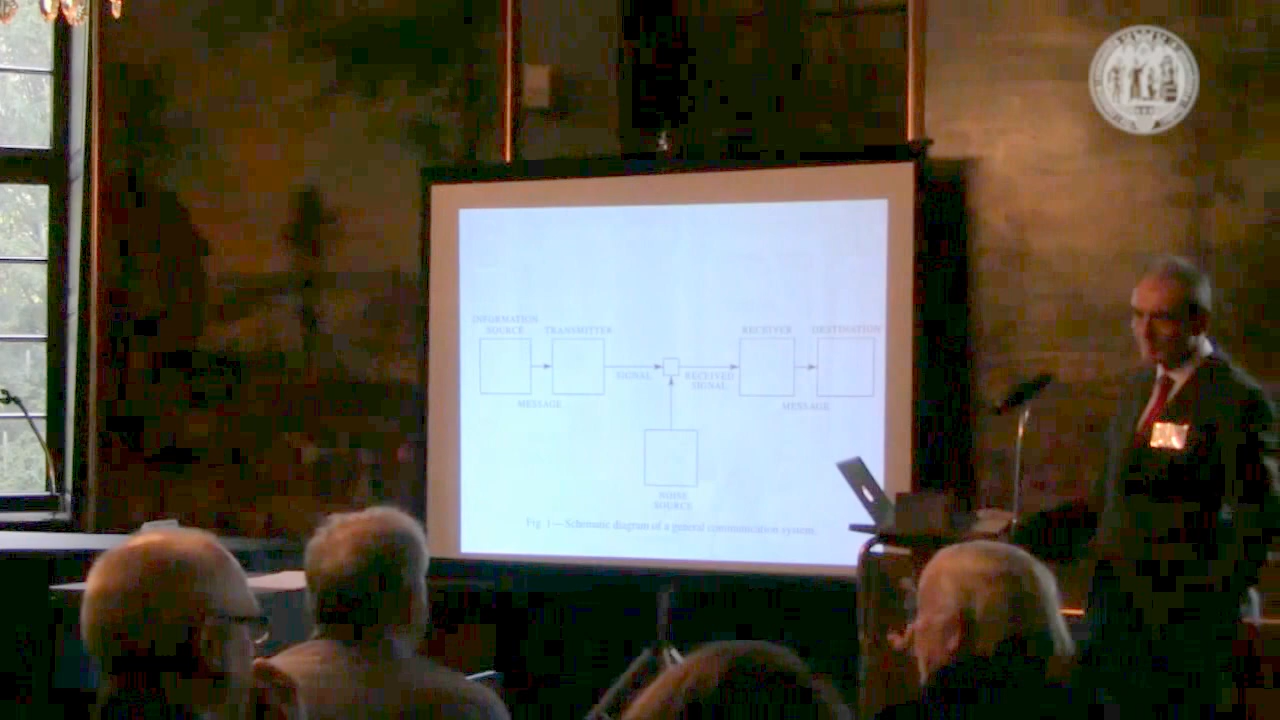 INFORMATION
SOURCE
TRANSMITTER
RECEIVER
DESTINATION
SIGNAL
RECEIVED
SIGNAL
MESSAGE
MESSAGE
NOISE
SOURCE
Fig. 1—Schematic diagram of a general communication system.